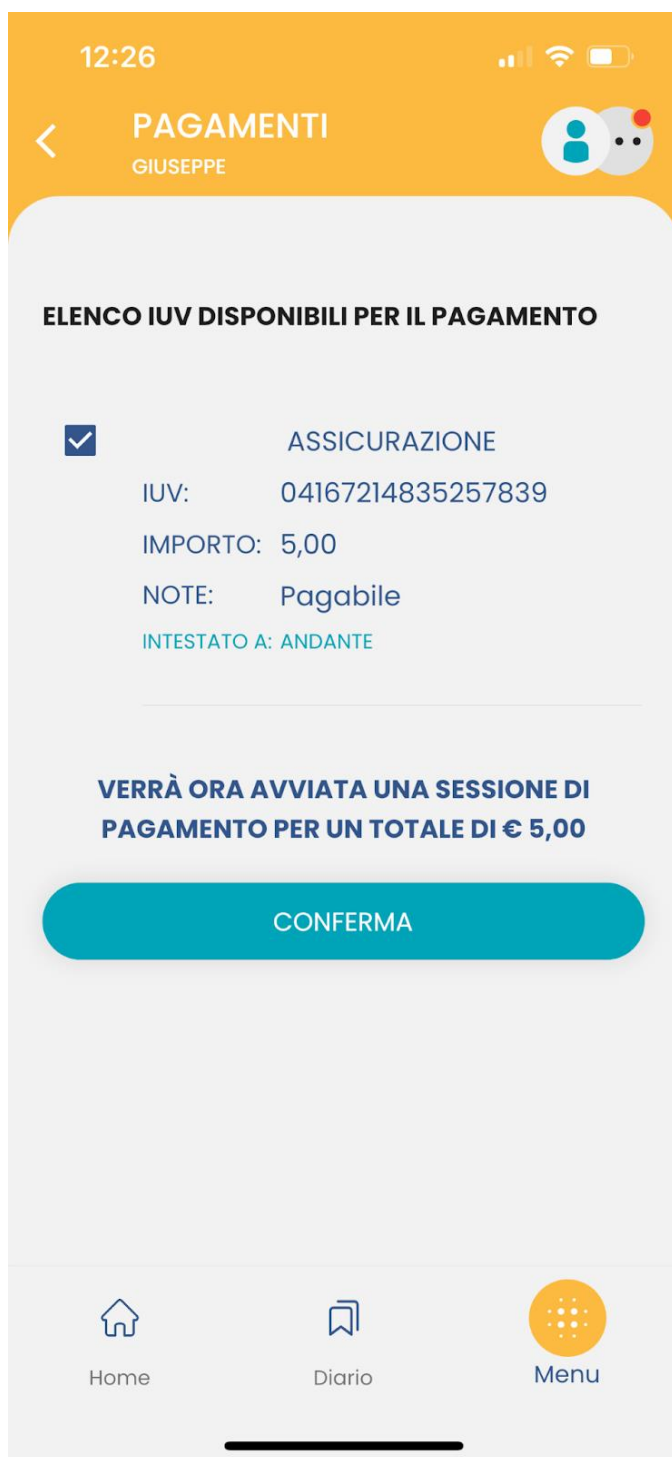 12:26
PAGAMENTI
GIUSEPPE
ELENCO IUV DISPONIBILI PER IL PAGAMENTO
ASSICURAZIONE
IUV: 04167214835257839
IMPORTO: 5,00
NOTE: Pagabile
INTESTATO A: ANDANTE
VERRÀ ORA AVVIATA UNA SESSIONE DI
PAGAMENTO PER UN TOTALE DI € 5,00
CONFERMA
Home Diario Menu